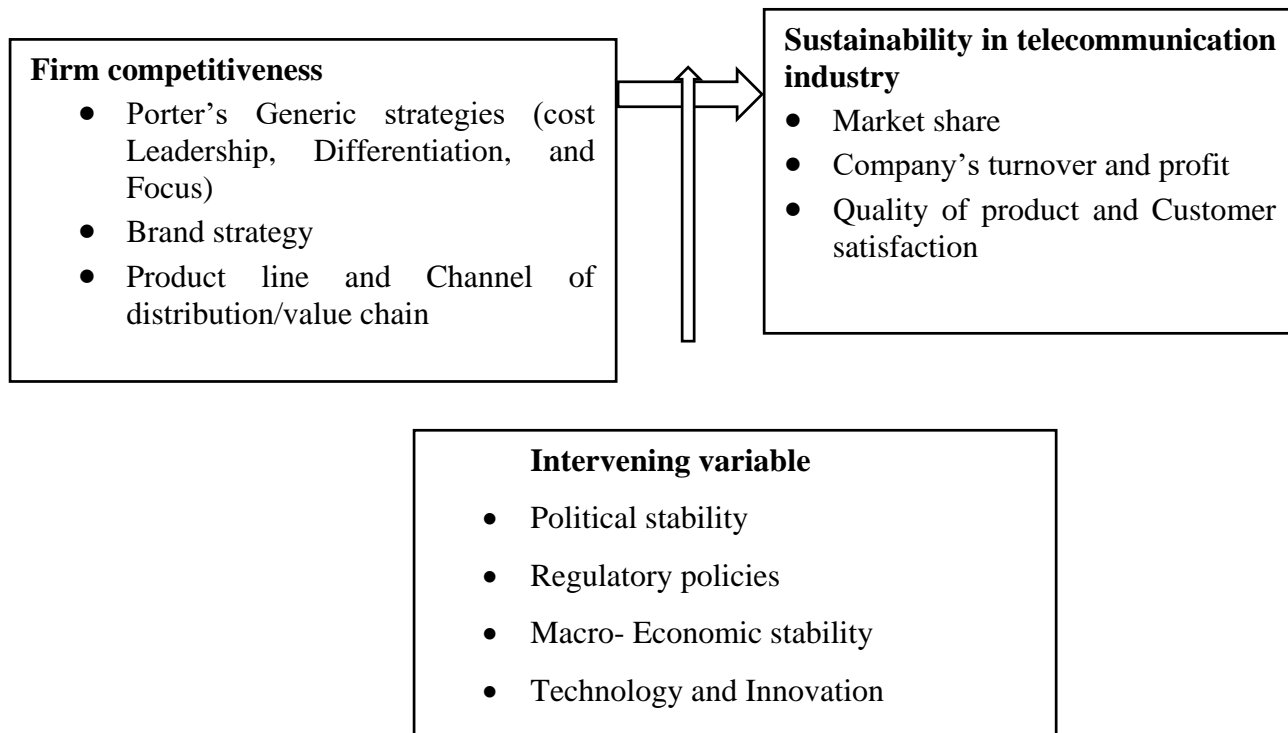 Firm competitiveness
● Porter’s Generic strategies (cost
Leadership, Differentiation, and
Focus)
● Brand strategy
● Product line and Channel of
distribution/value chain
Sustainability in telecommunication
industry
● Market share
● Company’s turnover and profit
● Quality of product and Customer
satisfaction
Intervening variable
● Political stability
● Regulatory policies
● Macro- Economic stability
● Technology and Innovation